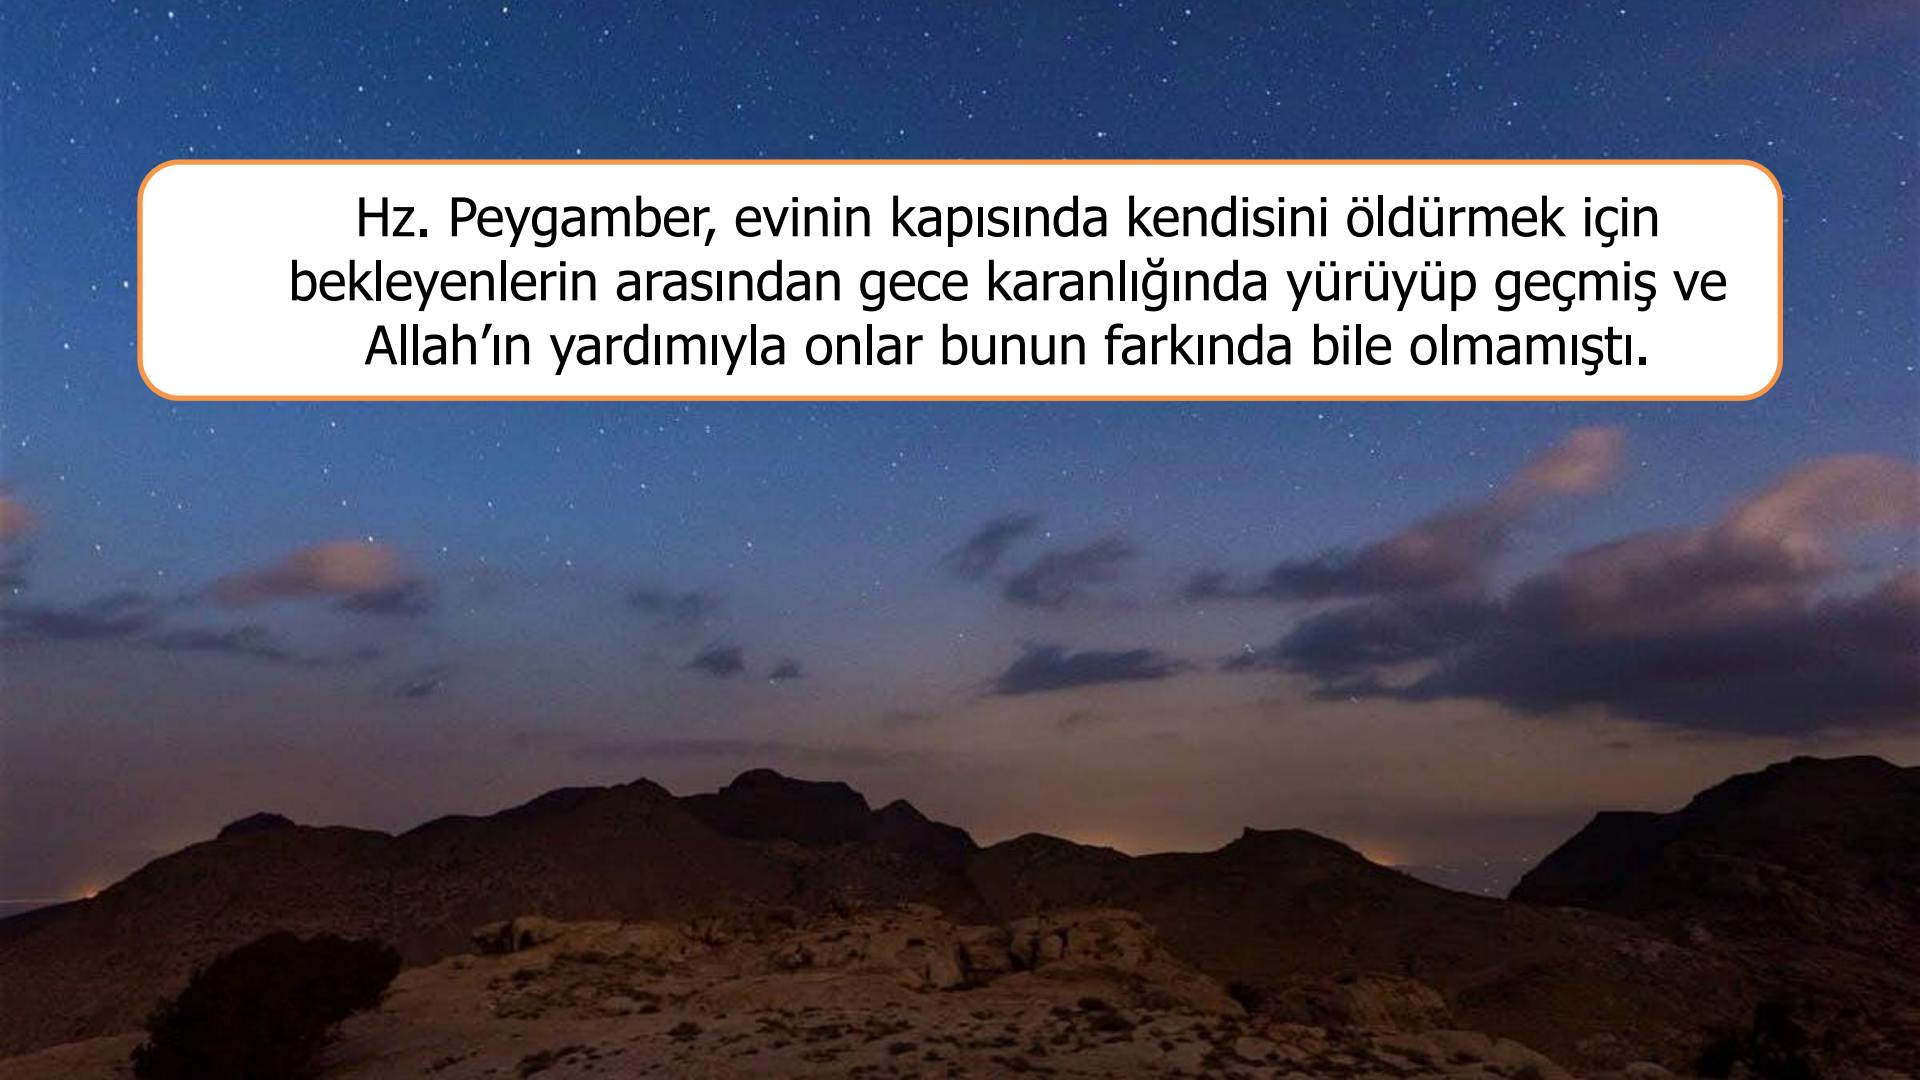 Hz. Peygamber, evinin kapısında kendisini öldürmek için
bekleyenlerin arasından gece karanlığında yürüyüp geçmiş ve
Allah’ın yardımıyla onlar bunun farkında bile olmamıştı.